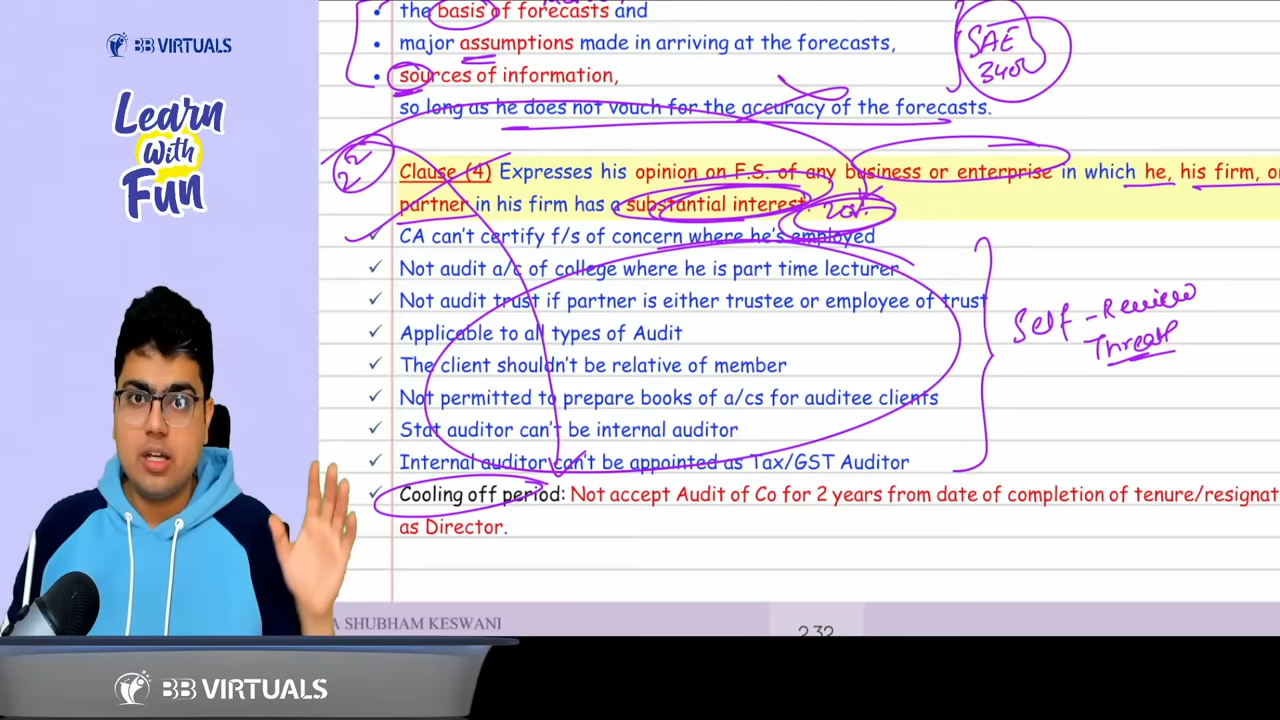 BB VIRTUALS
Learn
With
Fun
• the basis of forecasts and
• major assumptions made in arriving at the forecasts,
• sources of information,
so long as he does not vouch for the accuracy of the forecasts.
SAE
3402
22
Clause (4) Expresses his opinion on F.S. of any business or enterprise in which he, his firm, or
partner in his firm has a substantial interest.
20%
✓ CA can't certify f/s of concern where he's employed
✓ Not audit a/c of college where he is part time lecturer
✓ Not audit trust if partner is either trustee or employee of trust
✓ Applicable to all types of Audit
✓ The client shouldn't be relative of member
✓ Not permitted to prepare books of a/cs for auditee clients
✓ Stat auditor can't be internal auditor
✓ Internal auditor can't be appointed as Tax/GST Auditor
✓ Cooling off period: Not accept Audit of Co for 2 years from date of completion of tenure/resignat
as Director.
Self-Review
Threat
A SHUBHAM KESWANI
232
BB VIRTUALS